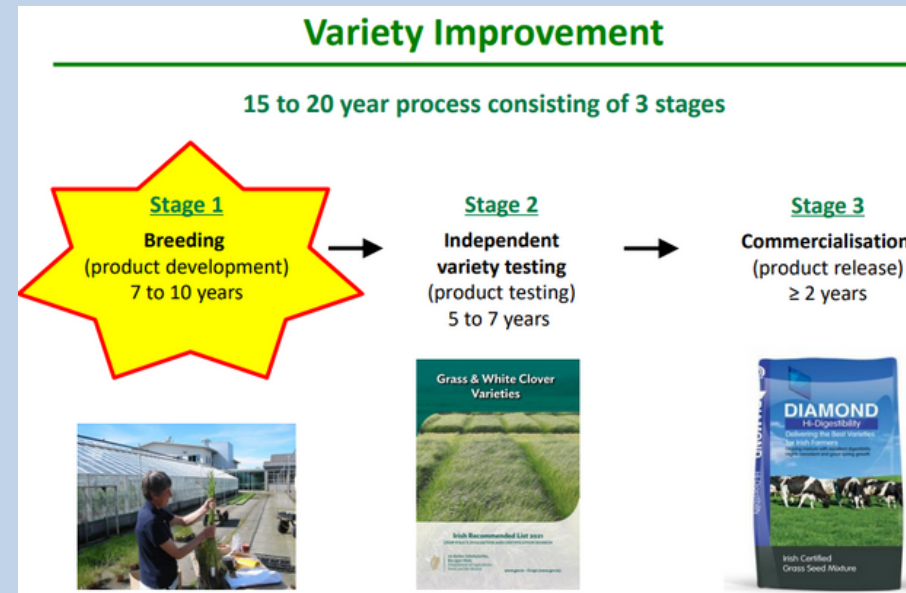 Variety Improvement
15 to 20 year process consisting of 3 stages
Stage 1
Breeding
(product development)
7 to 10 years
Stage 2
Independent
variety testing
(product testing)
5 to 7 years
Stage 3
Commercialisation
(product release)
≥ 2 years
Grass & White Clover
Varieties
Irish Recommended List 2021
DIAMOND
Hi-Digestibility
Delivering the Best Varieties
for Irish Farmers
Irish Certified
Grass Seed Mixture
DIAMOND